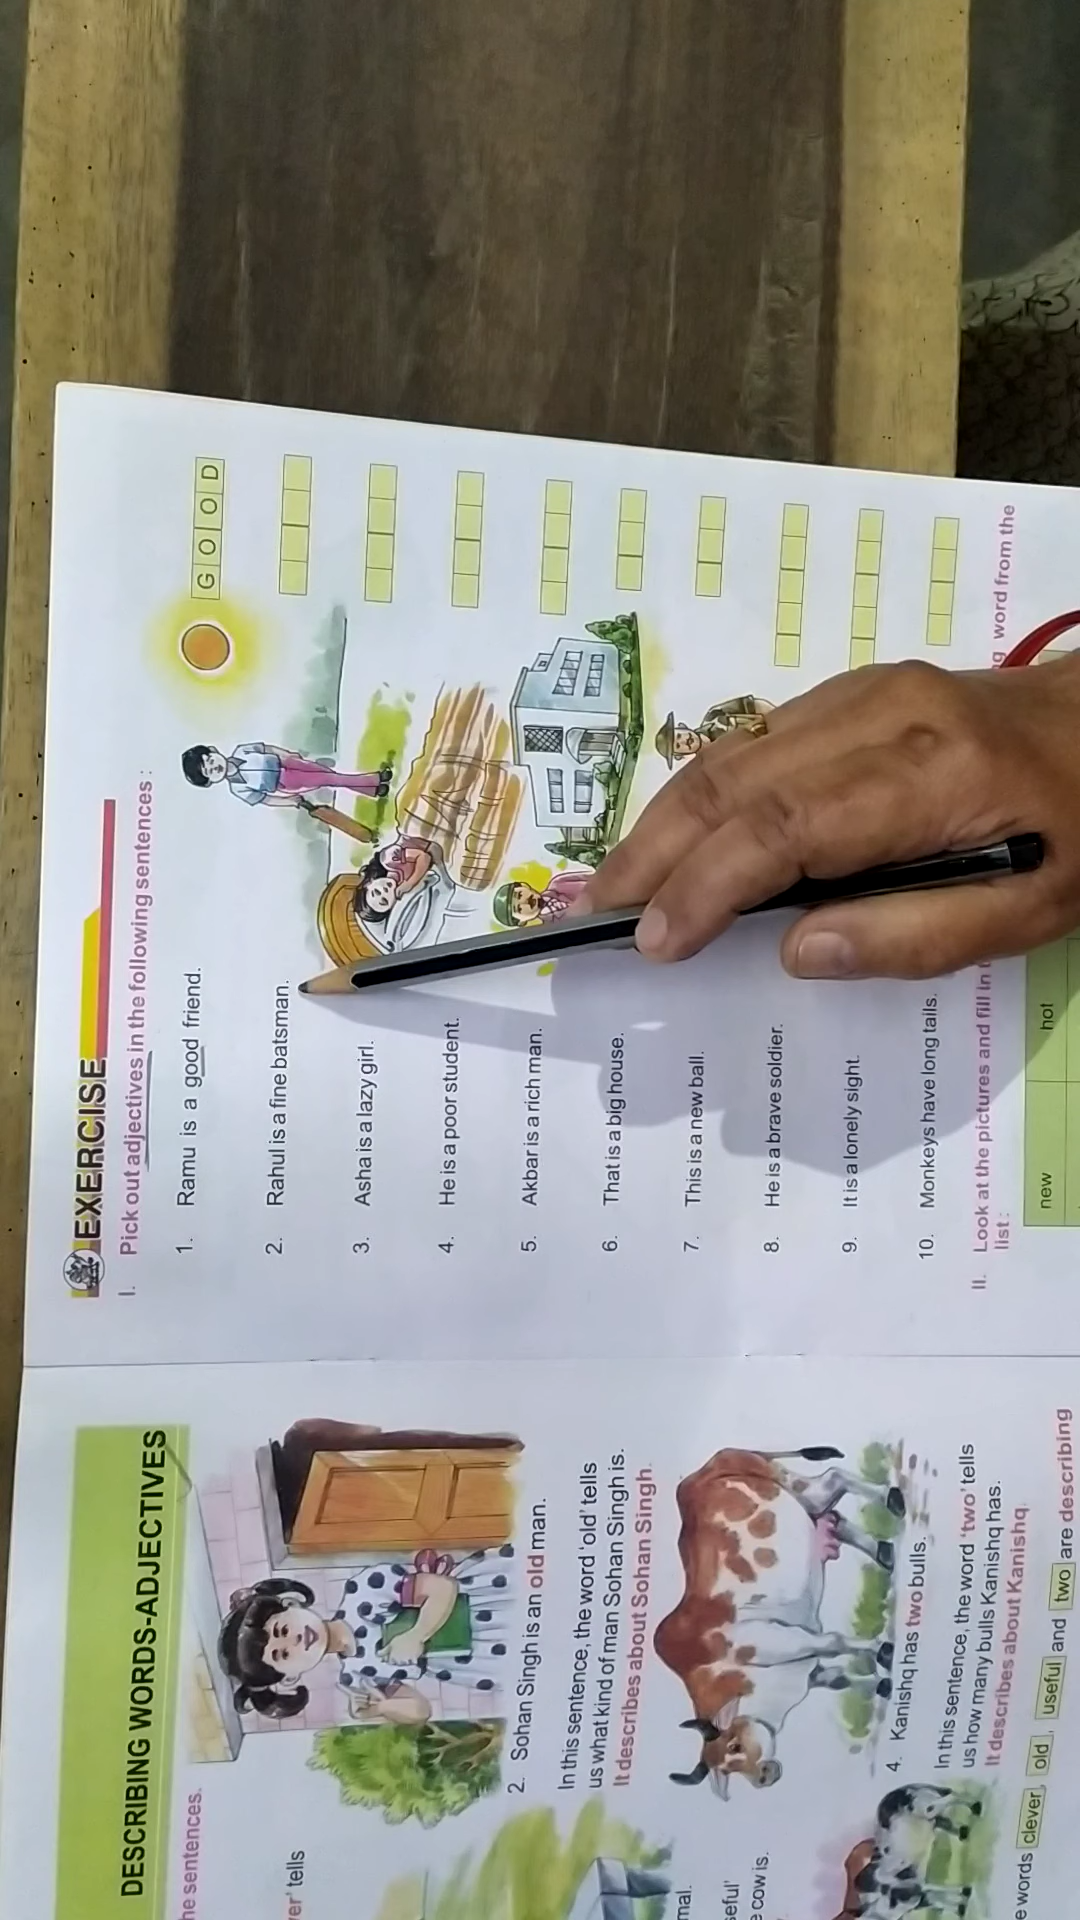 DESCRIBING WORDS-ADJECTIVES
he sentences.
er' tells
2. Sohan Singh is an old man.
In this sentence, the word 'old' tells
us what kind of man Sohan Singh is.
It describes about Sohan Singh.
mal.
seful'
e cow is.
4. Kanishq has two bulls.
In this sentence, the word 'two' tells
us how many bulls Kanishq has.
It describes about Kanishq.
e words clever, old, useful and two are describing
EXERCISE
I. Pick out adjectives in the following sentences :
1. Ramu is a good friend. GOOD
2. Rahul is a fine batsman.
3. Asha is a lazy girl.
4. He is a poor student.
5. Akbar is a rich man.
6. That is a big house.
7. This is a new ball.
8. He is a brave soldier.
9. It is a lonely sight.
10. Monkeys have long tails.
II. Look at the pictures and fill in word from the
list :
new hot